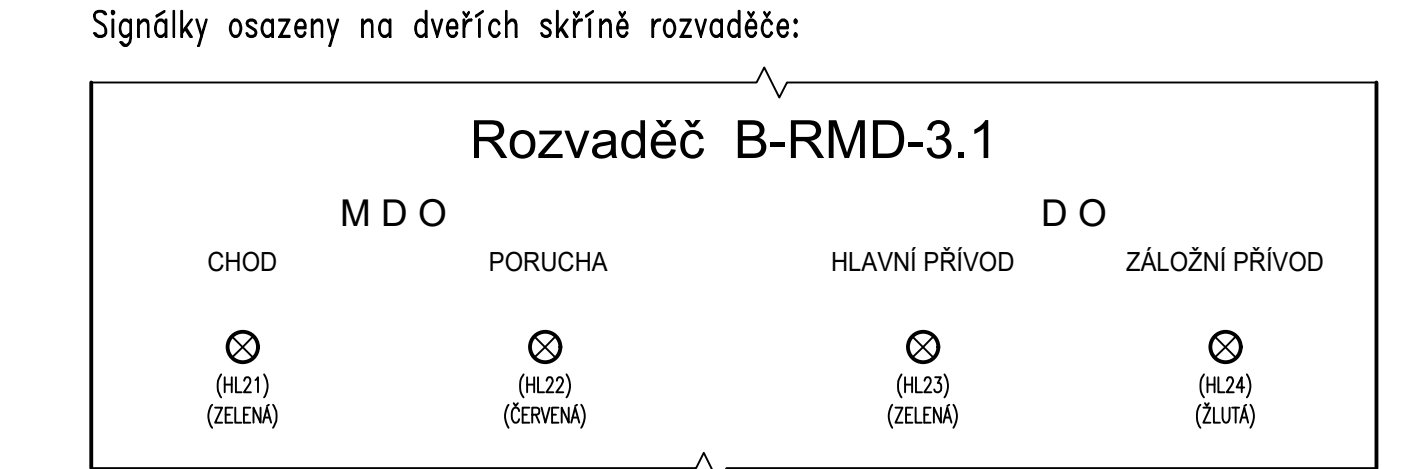 Signálky osazeny na dveřích skříně rozvaděče:
Rozvaděč B-RMD-3.1
M D O D O
CHOD PORUCHA HLAVNÍ PŘÍVOD ZÁLOŽNÍ PŘÍVOD
(HL21) (HL22) (HL23) (HL24)
(ZELENÁ) (ČERVENÁ) (ZELENÁ) (ŽLUTÁ)